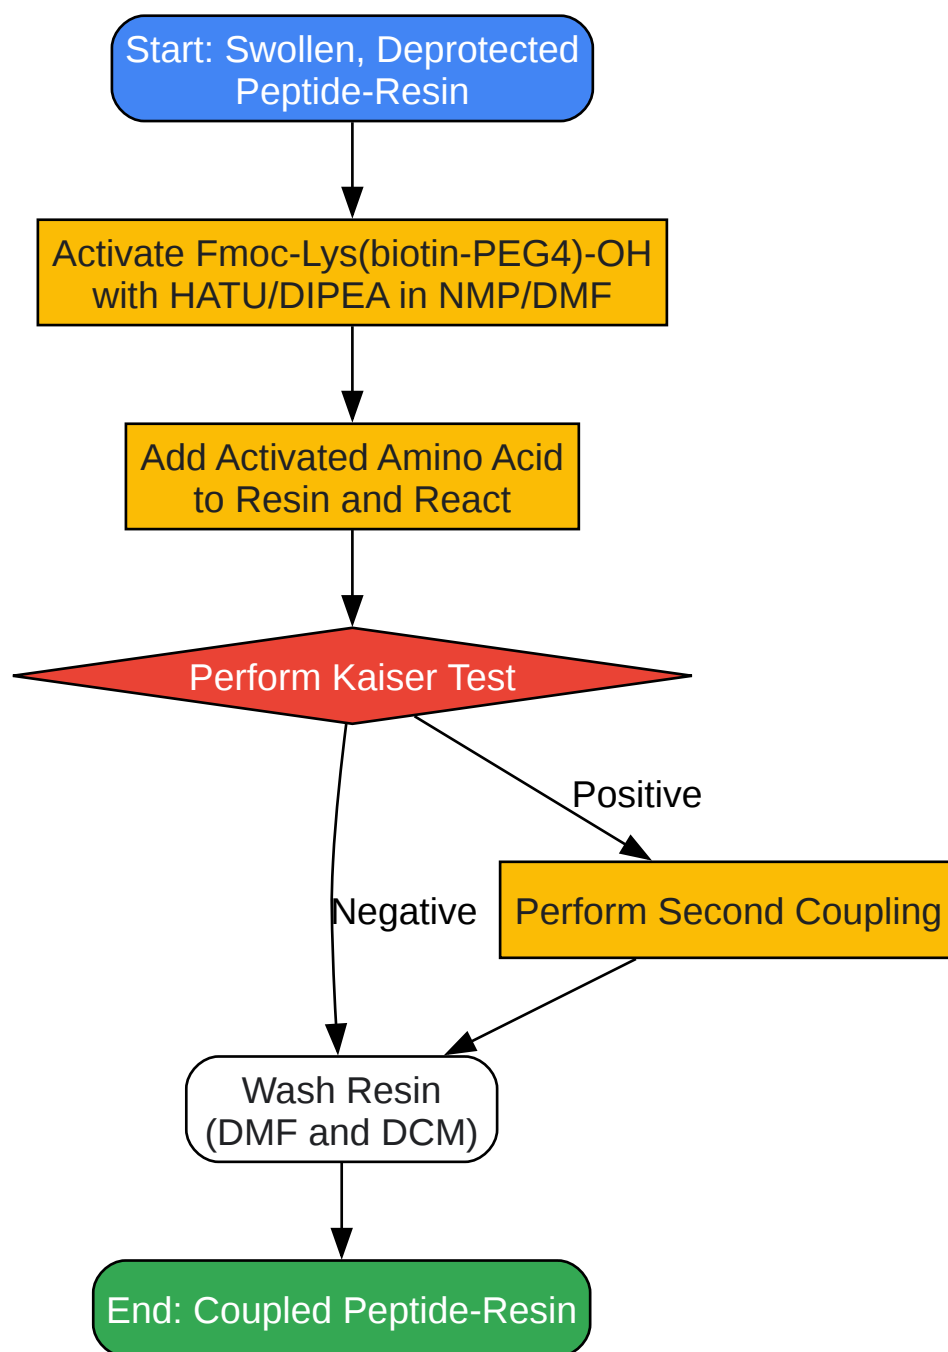 Start: Swollen, Deprotected
Peptide-Resin
Activate Fmoc-Lys(biotin-PEG4)-OH
with HATU/DIPEA in NMP/DMF
Add Activated Amino Acid
to Resin and React
Perform Kaiser Test
Positive
Negative
Perform Second Coupling
Wash Resin
(DMF and DCM)
End: Coupled Peptide-Resin